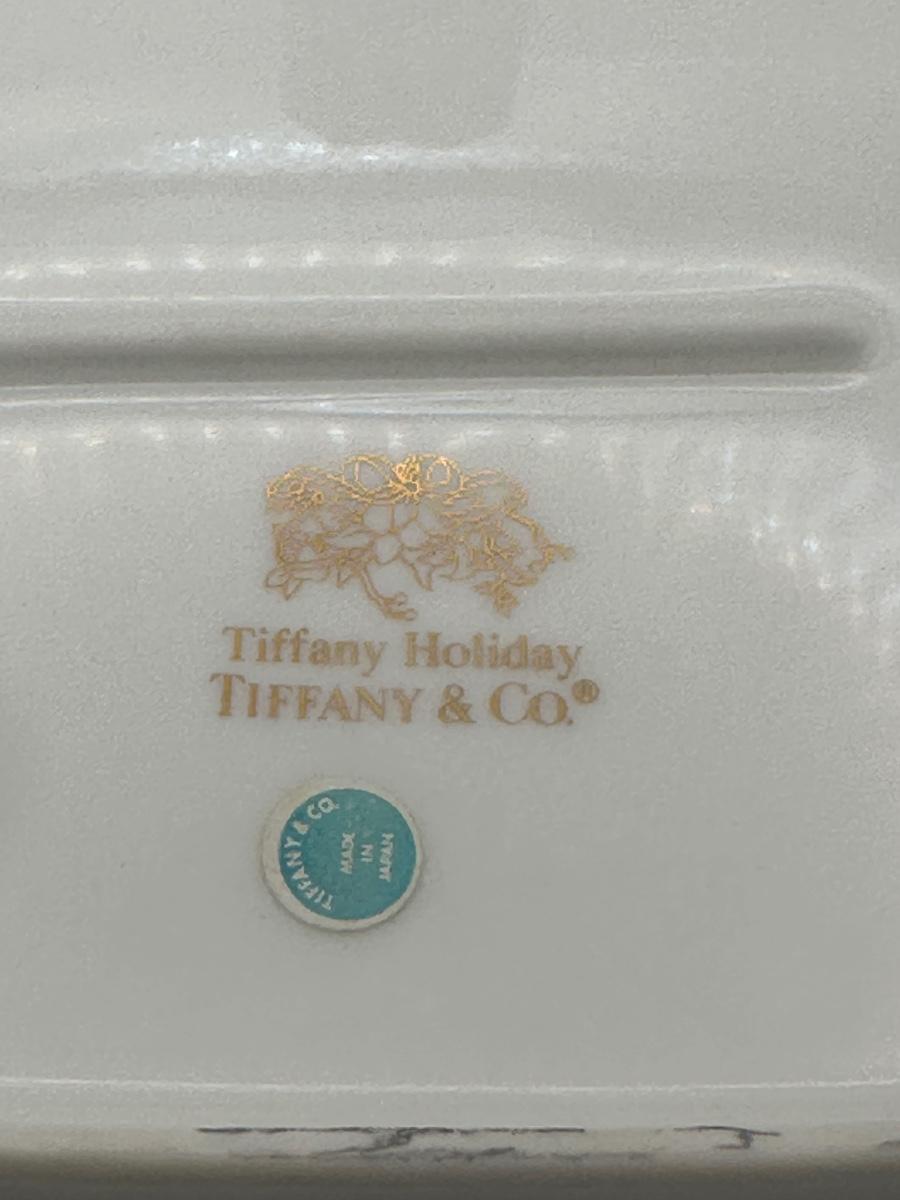 Tiffany Holiday
TIFFANY & CO.®
TIFFANY & CO.
MADE
IN
JAPAN